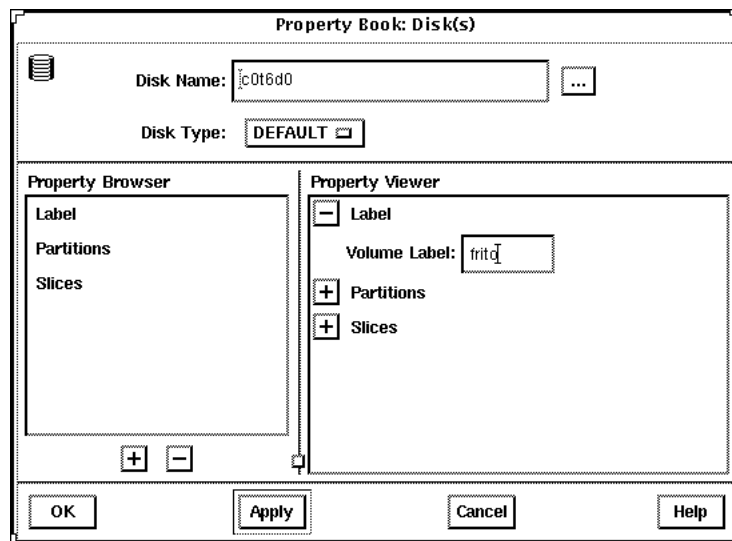 Property Book: Disk(s)
Disk Name: c0t6d0 ...
Disk Type: DEFAULT
Property Browser
Label
Partitions
Slices
+ −
Property Viewer
− Label
Volume Label: frito
+ Partitions
+ Slices
OK Apply Cancel Help